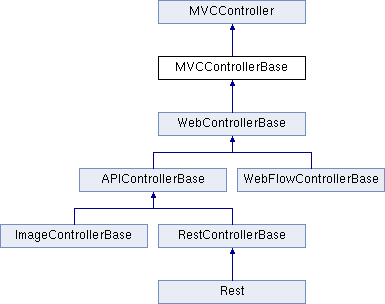 MVCController
MVCControllerBase
WebControllerBase
APIControllerBase
WebFlowControllerBase
ImageControllerBase
RestControllerBase
Rest